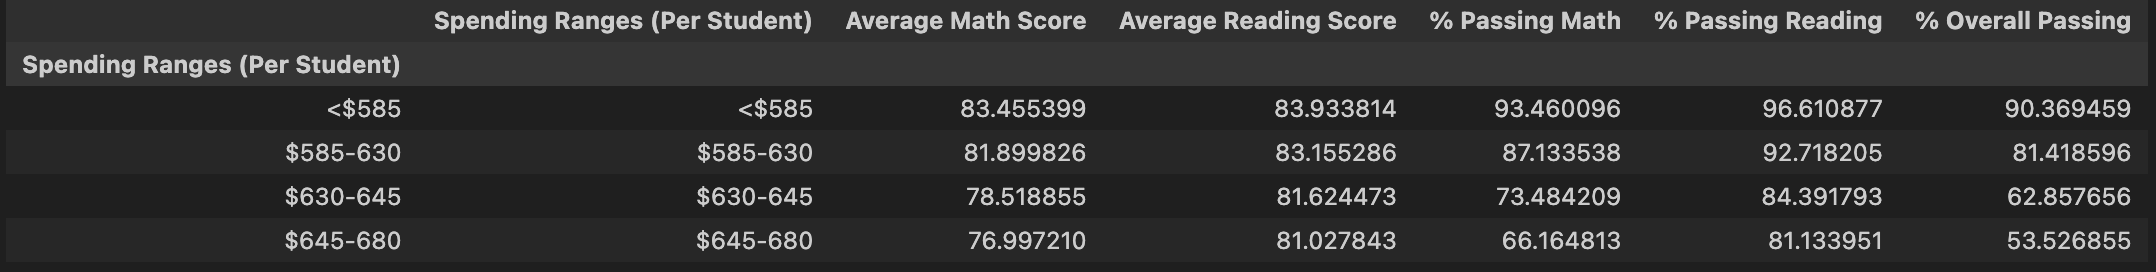 Spending Ranges (Per Student) Average Math Score Average Reading Score % Passing Math % Passing Reading % Overall Passing
Spending Ranges (Per Student)
<$585 <$585 83.455399 83.933814 93.460096 96.610877 90.369459
$585-630 $585-630 81.899826 83.155286 87.133538 92.718205 81.418596
$630-645 $630-645 78.518855 81.624473 73.484209 84.391793 62.857656
$645-680 $645-680 76.997210 81.027843 66.164813 81.133951 53.526855